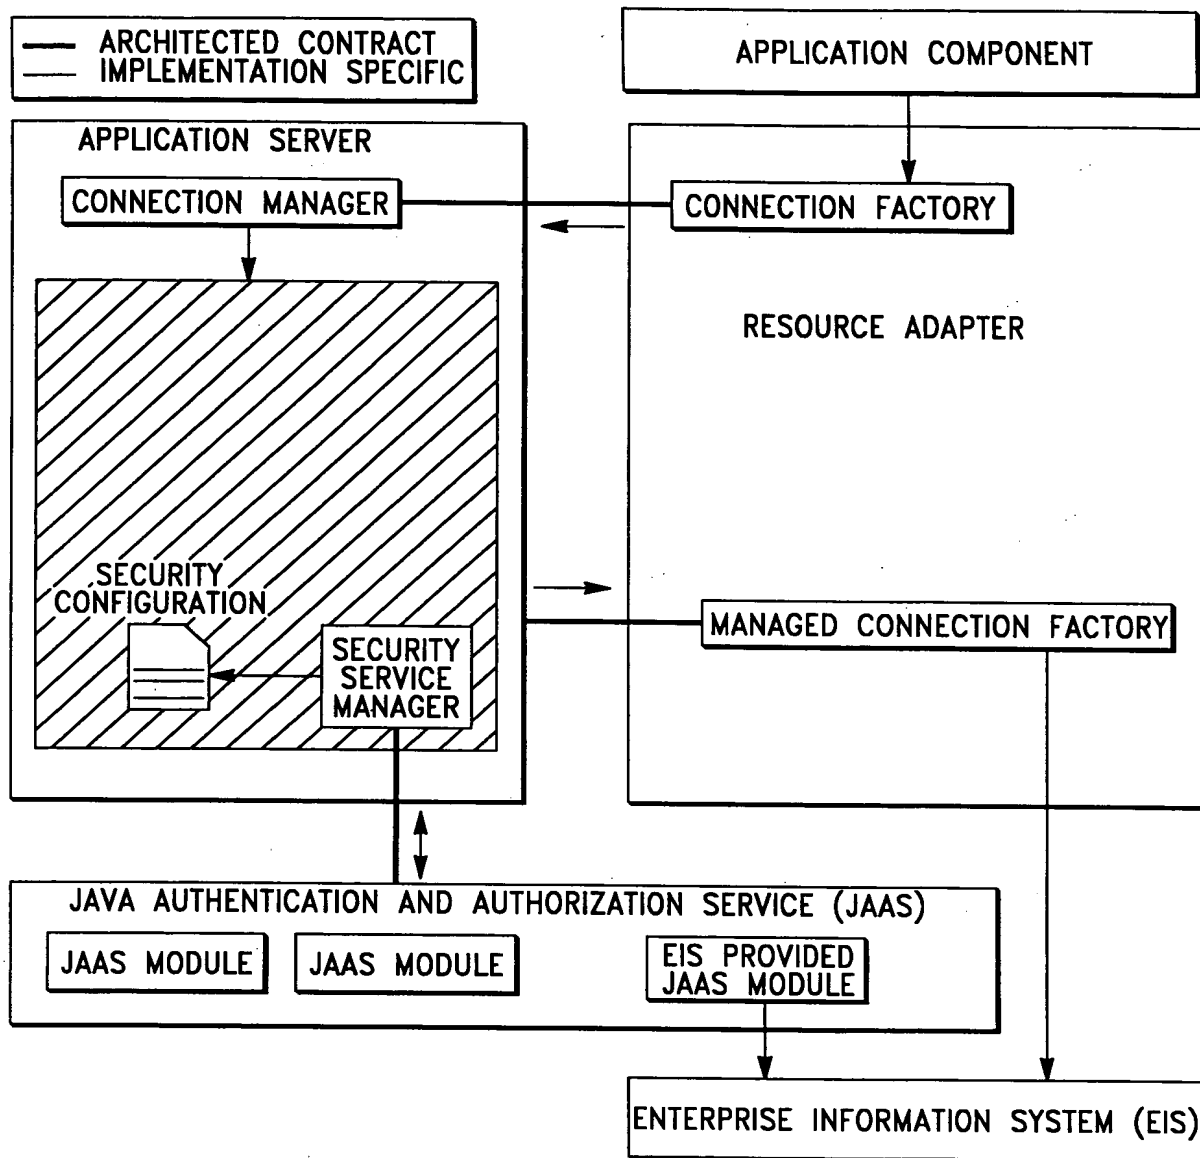 ARCHITECTED CONTRACT
IMPLEMENTATION SPECIFIC
APPLICATION COMPONENT
APPLICATION SERVER
CONNECTION MANAGER
CONNECTION FACTORY
RESOURCE ADAPTER
SECURITY
CONFIGURATION
SECURITY
SERVICE
MANAGER
MANAGED CONNECTION FACTORY
JAVA AUTHENTICATION AND AUTHORIZATION SERVICE (JAAS)
JAAS MODULE
JAAS MODULE
EIS PROVIDED
JAAS MODULE
ENTERPRISE INFORMATION SYSTEM (EIS)